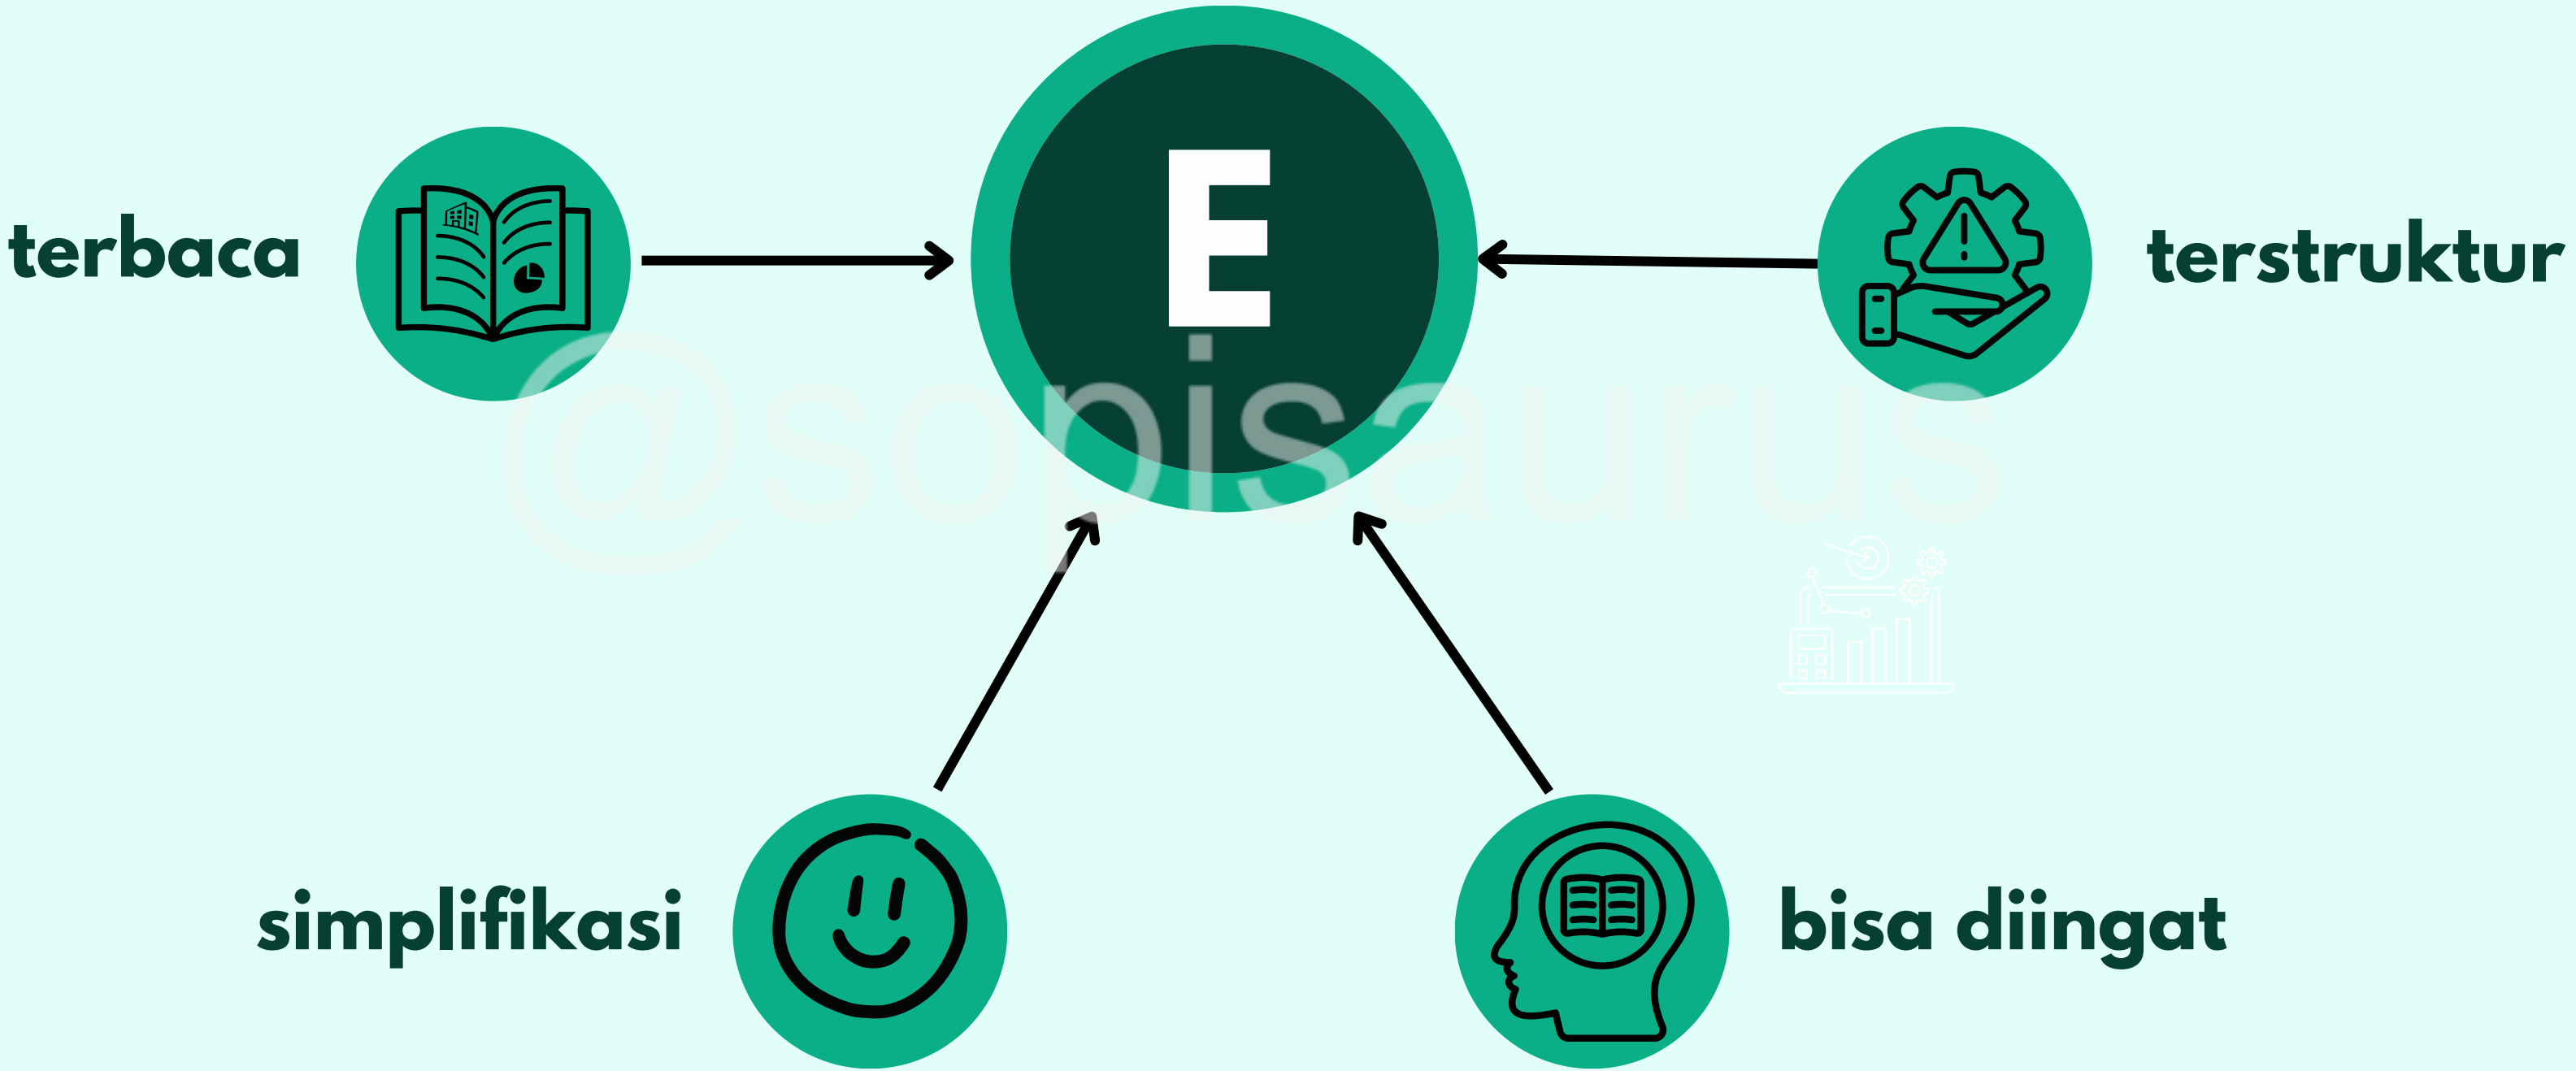 E
terbaca
terstruktur
@sopisaurus
simplifikasi
bisa diingat